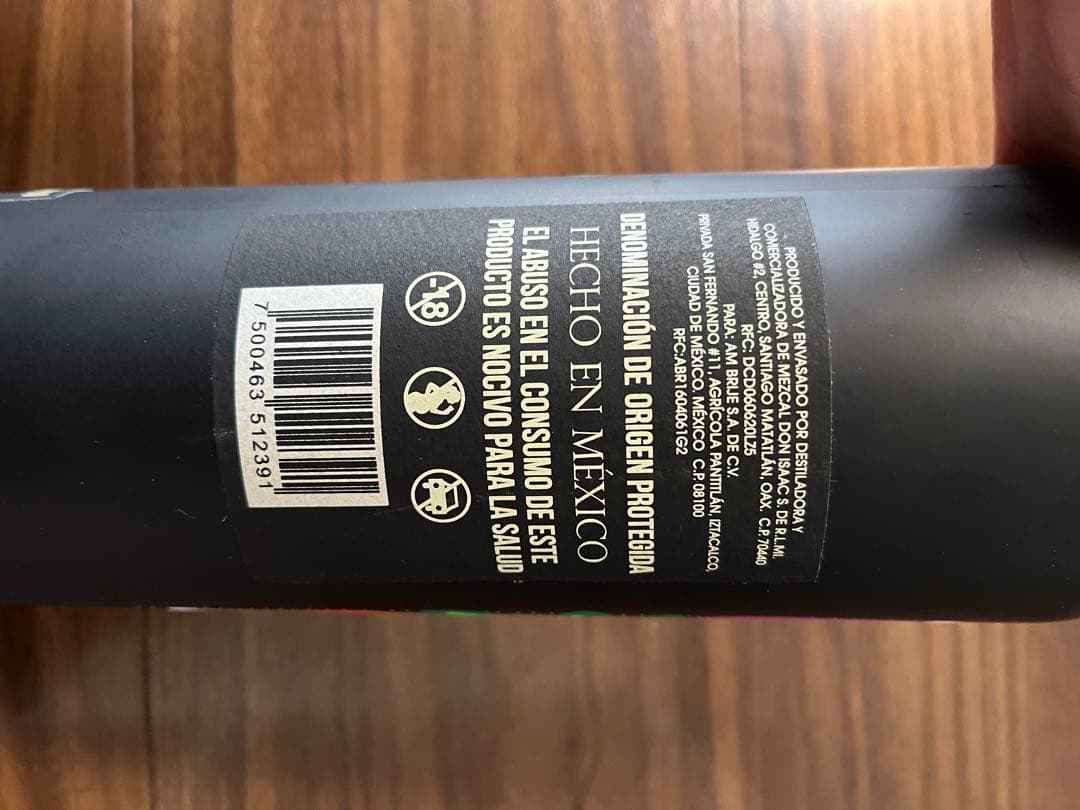 PRODUCIDO Y ENVASADO POR DESTILADORA Y
COMERCIALIZADORA DE MEZCAL DON ISAAC S. DE R.L.MI.
HIDALGO #2, CENTRO, SANTIAGO MATATLÁN, OAX. C.P. 70440
RFC: DCD060620LZ5
PARA: AM BRIJE S.A. DE C.V.
PRIVADA SAN FERNANDO #11, AGRÍCOLA PANTITLÁN, IZTACALCO,
CIUDAD DE MÉXICO, MÉXICO C.P. 08100
RFC:ABR1604061G2
DENOMINACIÓN DE ORIGEN PROTEGIDA
HECHO EN MÉXICO
EL ABUSO EN EL CONSUMO DE ESTE
PRODUCTO ES NOCIVO PARA LA SALUD
-18
7 500463 512391